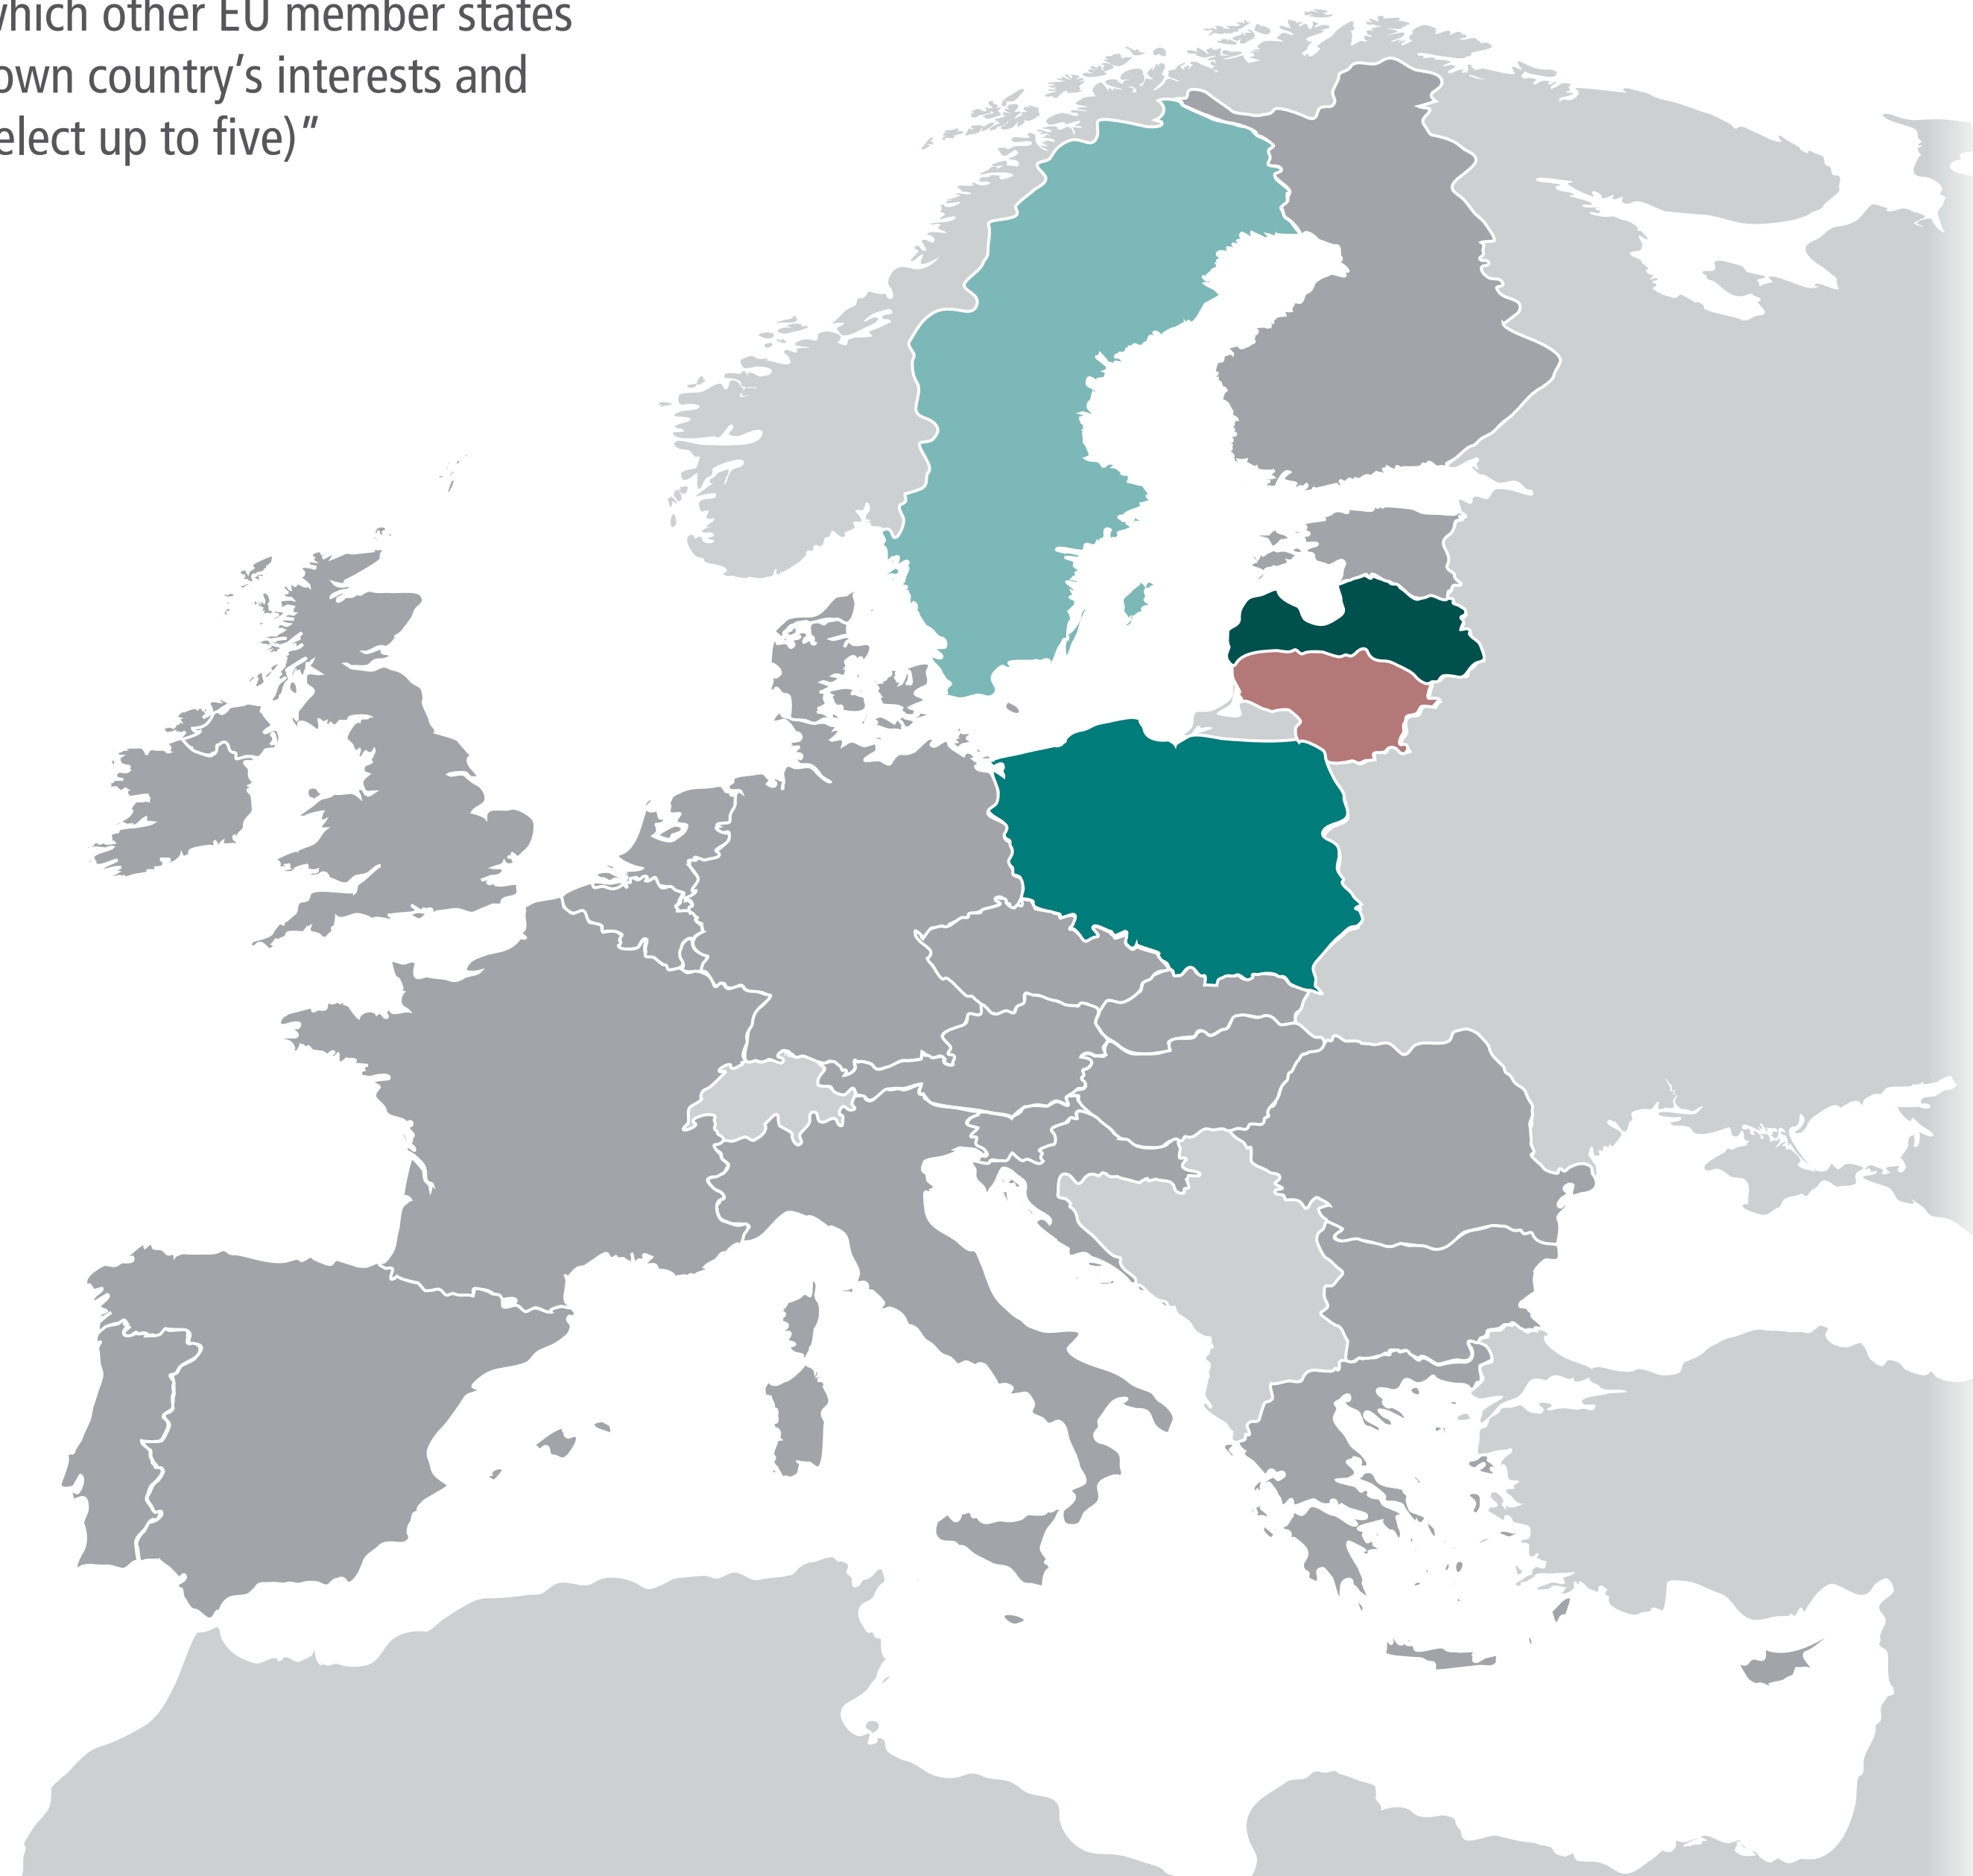 which other EU member states
own country’s interests and
elect up to five)“